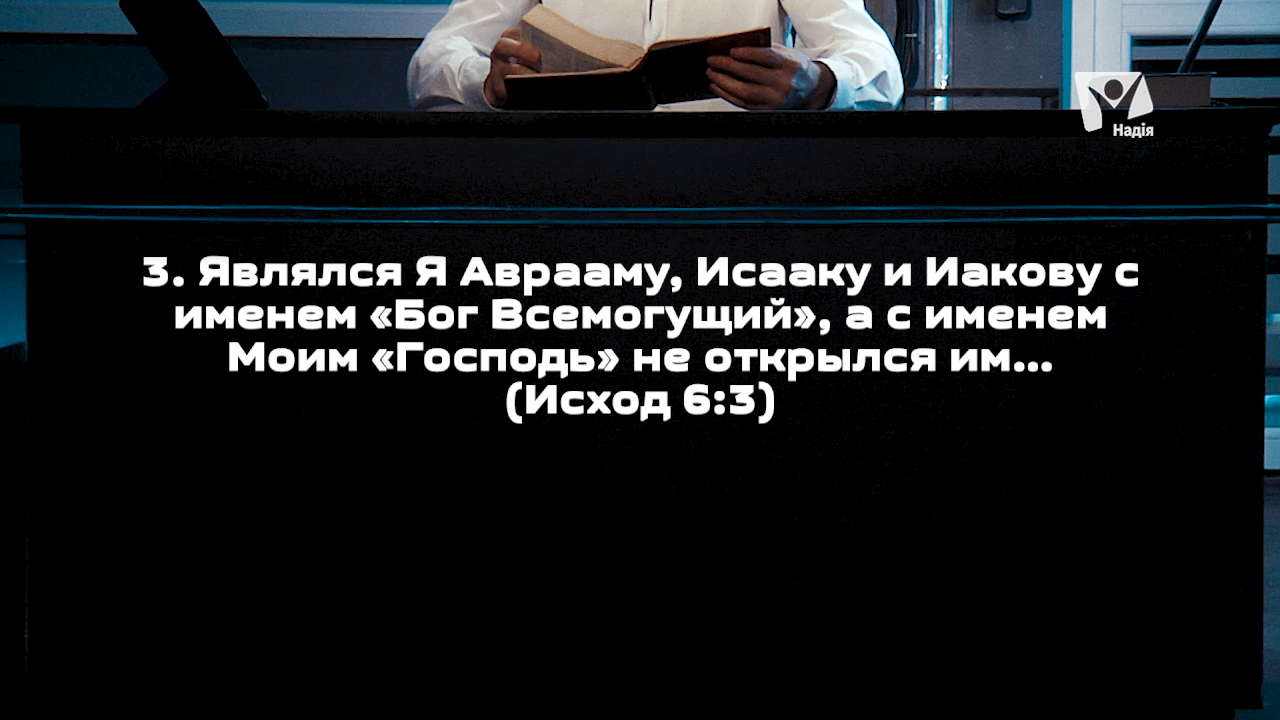 Надія
3. Являлся Я Аврааму, Исааку и Иакову с
именем «Бог Всемогущий», а с именем
Моим «Господь» не открылся им...
(Исход 6:3)